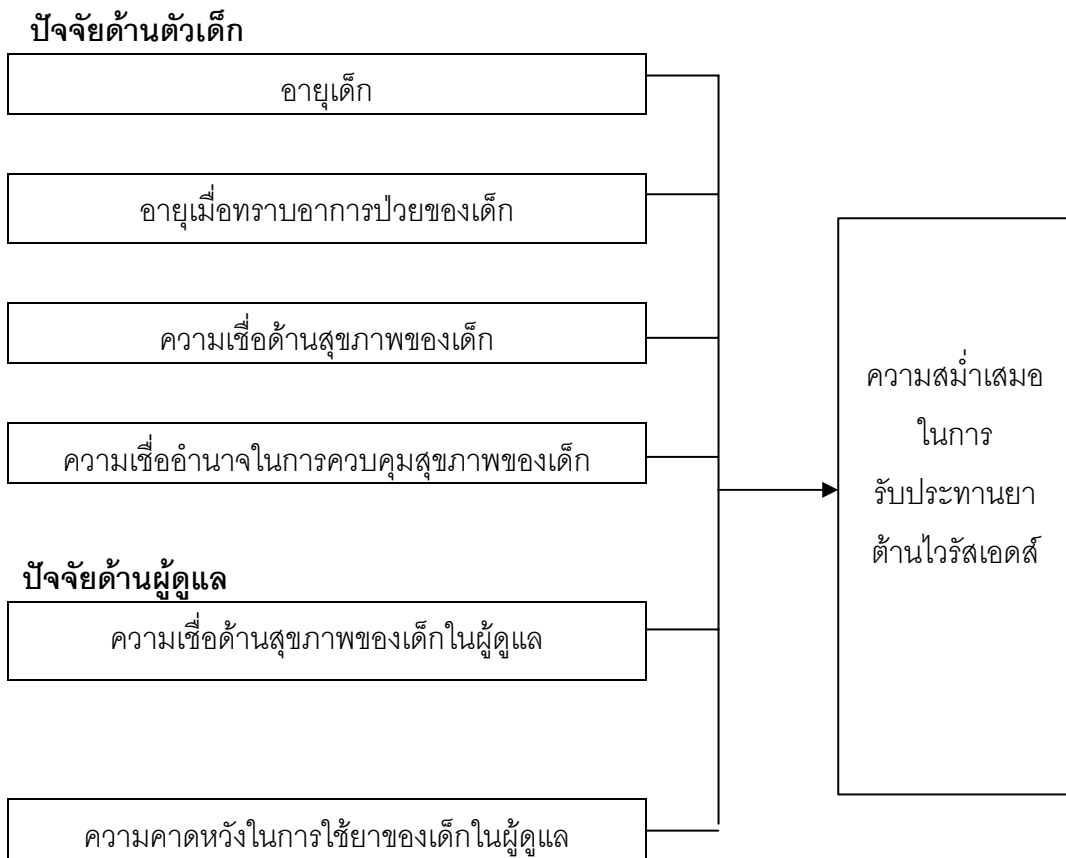 ปัจจัยด้านตัวเด็ก
อายุเด็ก
อายุเมื่อทราบอาการป่วยของเด็ก
ความเชื่อด้านสุขภาพของเด็ก
ความเชื่ออำนาจในการควบคุมสุขภาพของเด็ก
ปัจจัยด้านผู้ดูแล
ความเชื่อด้านสุขภาพของเด็กในผู้ดูแล
ความคาดหวังในการใช้ยาของเด็กในผู้ดูแล
ความสม่ำเสมอ
ในการ
รับประทานยา
ต้านไวรัสเอดส์